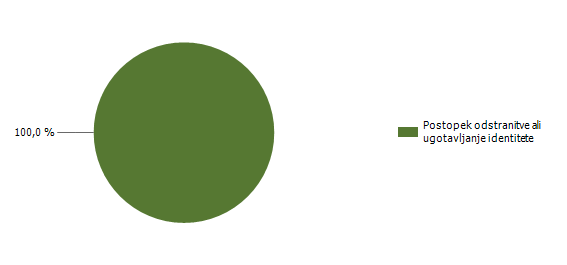 100,0 %
Postopek odstranitve ali
ugotavljanje identitete